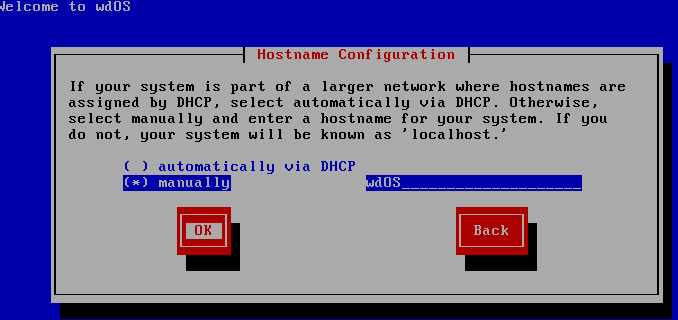 Welcome to wdOS
Hostname Configuration
If your system is part of a larger network where hostnames are
assigned by DHCP, select automatically via DHCP. Otherwise,
select manually and enter a hostname for your system. If you
do not, your system will be known as 'localhost.'
( ) automatically via DHCP
(*) manually wdOS____________________
OK Back